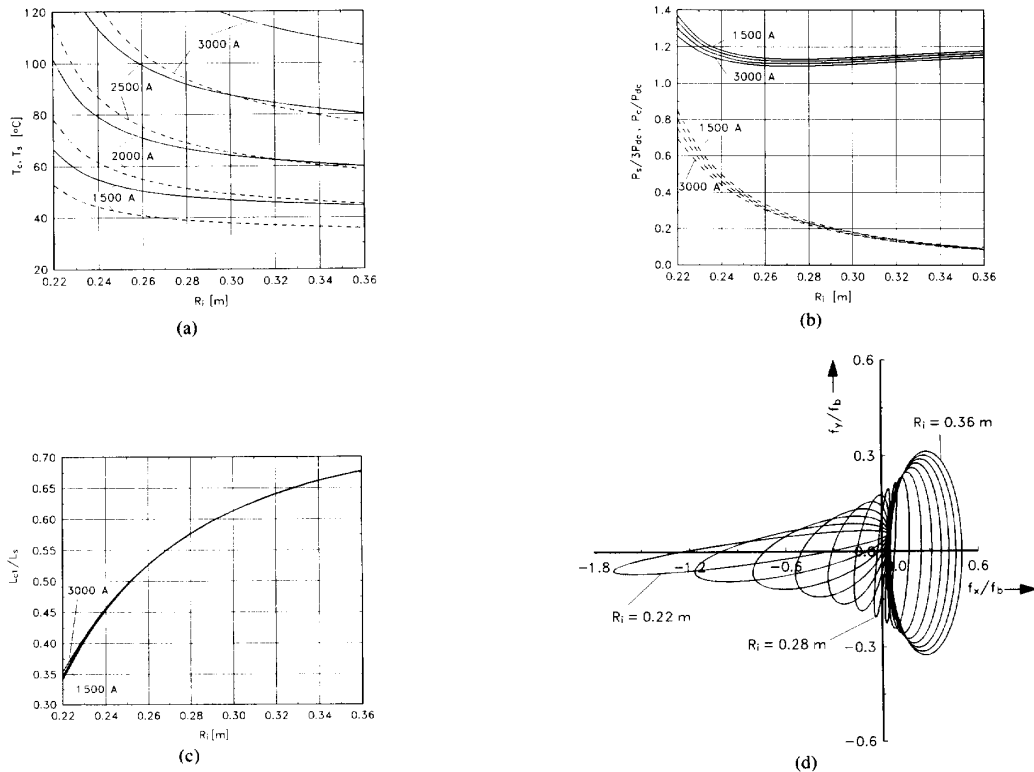 120
100
80
60
40
20
T_c, T_s [°C]
3000 A
2500 A
2000 A
1500 A
0.22 0.24 0.26 0.28 0.30 0.32 0.34 0.36
R_i [m]
(a)
1.4
1.2
1.0
0.8
0.6
0.4
0.2
0.0
P_s/3P_dc, P_c/P_dc
1500 A
3000 A
1500 A
3000 A
0.22 0.24 0.26 0.28 0.30 0.32 0.34 0.36
R_i [m]
(b)
0.70
0.65
0.60
0.55
0.50
0.45
0.40
0.35
0.30
3000 A
1500 A
0.22 0.24 0.26 0.28 0.30 0.32 0.34 0.36
R_i [m]
(c)
0.6
f_y/f_b
R_i = 0.36 m
0.3
-1.8 -1.2 -0.6 0.0 0.6
f_x/f_b
R_i = 0.22 m
R_i = 0.28 m
-0.3
-0.6
(d)